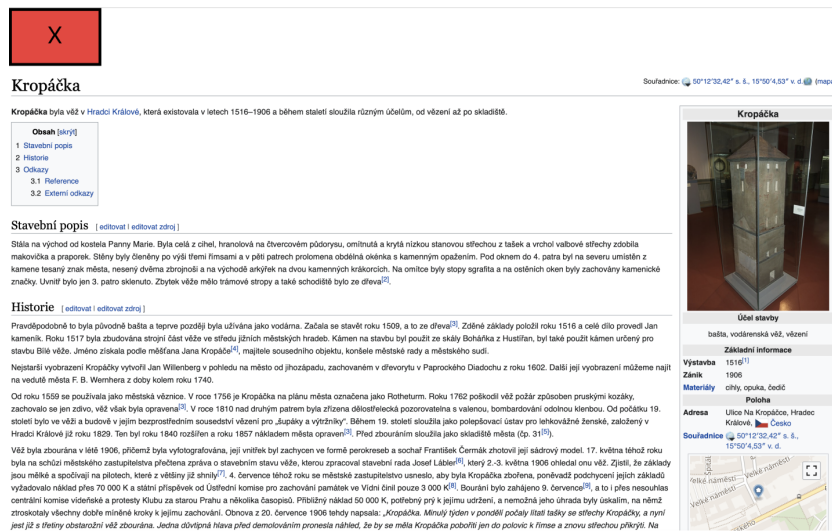 X
Kropáčka
Souřadnice: 50°12′32,42″ s. š., 15°50′4,53″ v. d. (mapa
Kropáčka byla věž v Hradci Králové, která existovala v letech 1516–1906 a během staletí sloužila různým účelům, od vězení až po skladiště.
Obsah [skrýt]
1 Stavební popis
2 Historie
3 Odkazy
3.1 Reference
3.2 Externí odkazy
Stavební popis [ editovat | editovat zdroj ]
Stála na východ od kostela Panny Marie. Byla celá z cihel, hranolová na čtvercovém půdorysu, omítnutá a krytá nízkou stanovou střechou z tašek a vrchol valbové střechy zdobila
makovička a praporek. Stěny byly členěny po výši třemi římsami a v pěti patrech prolomena obdélná okénka s kamenným opažením. Pod oknem do 4. patra byl na severu umístěn z
kamene tesaný znak města, nesený dvěma zbrojnoši a na východě arkýřek na dvou kamenných krákorcích. Na omítce byly stopy sgrafita a na ostěních oken byly zachovány kamenické
značky. Uvnitř bylo jen 3. patro sklenuto. Zbytek věže mělo trámové stropy a také schodiště bylo ze dřeva[2].
Historie [ editovat | editovat zdroj ]
Pravděpodobně to byla původně bašta a teprve později byla užívána jako vodárna. Začala se stavět roku 1509, a to ze dřeva[3]. Zděné základy položil roku 1516 a celé dílo provedl Jan
kameník. Roku 1517 byla zbudována strojní část věže ve středu jižních městských hradeb. Kámen na stavbu byl použit ze skály Boháňka z Hustířan, byl také použit kámen určený pro
stavbu Bílé věže. Jméno získala podle měšťana Jana Kropáče[4], majitele sousedního objektu, konšele městské rady a městského sudí.
Nejstarší vyobrazení Kropáčky vytvořil Jan Willenberg v pohledu na město od jihozápadu, zachovaném v dřevorytu v Paprockého Diadochu z roku 1602. Další její vyobrazení můžeme najít
na vedutě města F. B. Wernhera z doby kolem roku 1740.
Od roku 1559 se používala jako městská věznice. V roce 1756 je Kropáčka na plánu města označena jako Rotheturm. Roku 1762 poškodil věž požár způsoben pruskými kozáky,
zachovalo se jen zdivo, věž však byla opravena[3]. V roce 1810 nad druhým patrem byla zřízena dělostřelecká pozorovatelna s valenou, bombardování odolnou klenbou. Od počátku 19.
století bylo ve věži a budově v jejím bezprostředním sousedství vězení pro „šupáky a výtržníky". Během 19. století sloužila jako polepšovací ústav pro lehkovážné ženské, založený v
Hradci Králové již roku 1829. Ten byl roku 1840 rozšířen a roku 1857 nákladem města opraven[3]. Před zbouráním sloužila jako skladiště města (čp. 31[5]).
Věž byla zbourána v létě 1906, přičemž byla vyfotografována, její vnitřek byl zachycen ve formě prokreseb a sochař František Čermák zhotovil její sádrový model. 17. května téhož roku
byla na schůzi městského zastupitelstva přečtena zpráva o stavebním stavu věže, kterou zpracoval stavební rada Josef Lábler[6], který 2.-3. května 1906 ohledal onu věž. Zjistil, že základy
jsou mělké a spočívají na pilotech, které z většiny již shnily[7]. 4. července téhož roku se městské zastupitelstvo usneslo, aby byla Kropáčka zbořena, poněvadž podchycení jejích základů
vyžadovalo náklad přes 70 000 K a státní příspěvek od Ústřední komise pro zachování památek ve Vídni činil pouze 3 000 K[8]. Bourání bylo zahájeno 9. července[9], a to i přes nesouhlas
centrální komise vídeňské a protesty Klubu za starou Prahu a několika časopisů. Přibližný náklad 50 000 K, potřebný prý k jejímu udržení, a nemožná jeho úhrada byly úskalím, na němž
ztroskotaly všechny dobře míněné kroky k jejímu zachování. Obnova z 20. července 1906 tehdy napsala: „Kropáčka. Minulý týden v pondělí počaly lítati tašky se střechy Kropáčky, a nyní
jest již s třetiny obstarožní věž zbourána. Jedna důvtipná hlava před demolováním pronesla náhled, že by se měla Kropáčka pobořiti jen do polovic k římse a znovu střechou přikrýti. Na
Kropáčka
Účel stavby
bašta, vodárenská věž, vězení
Základní informace
Výstavba 1516[1]
Zánik 1906
Materiály cihly, opuka, čedič
Poloha
Adresa Ulice Na Kropáčce, Hradec
Králové, Česko
Souřadnice 50°12′32,42″ s. š.,
15°50′4,53″ v. d.
Velké náměstí
Velké náměstí
Velké náměstí